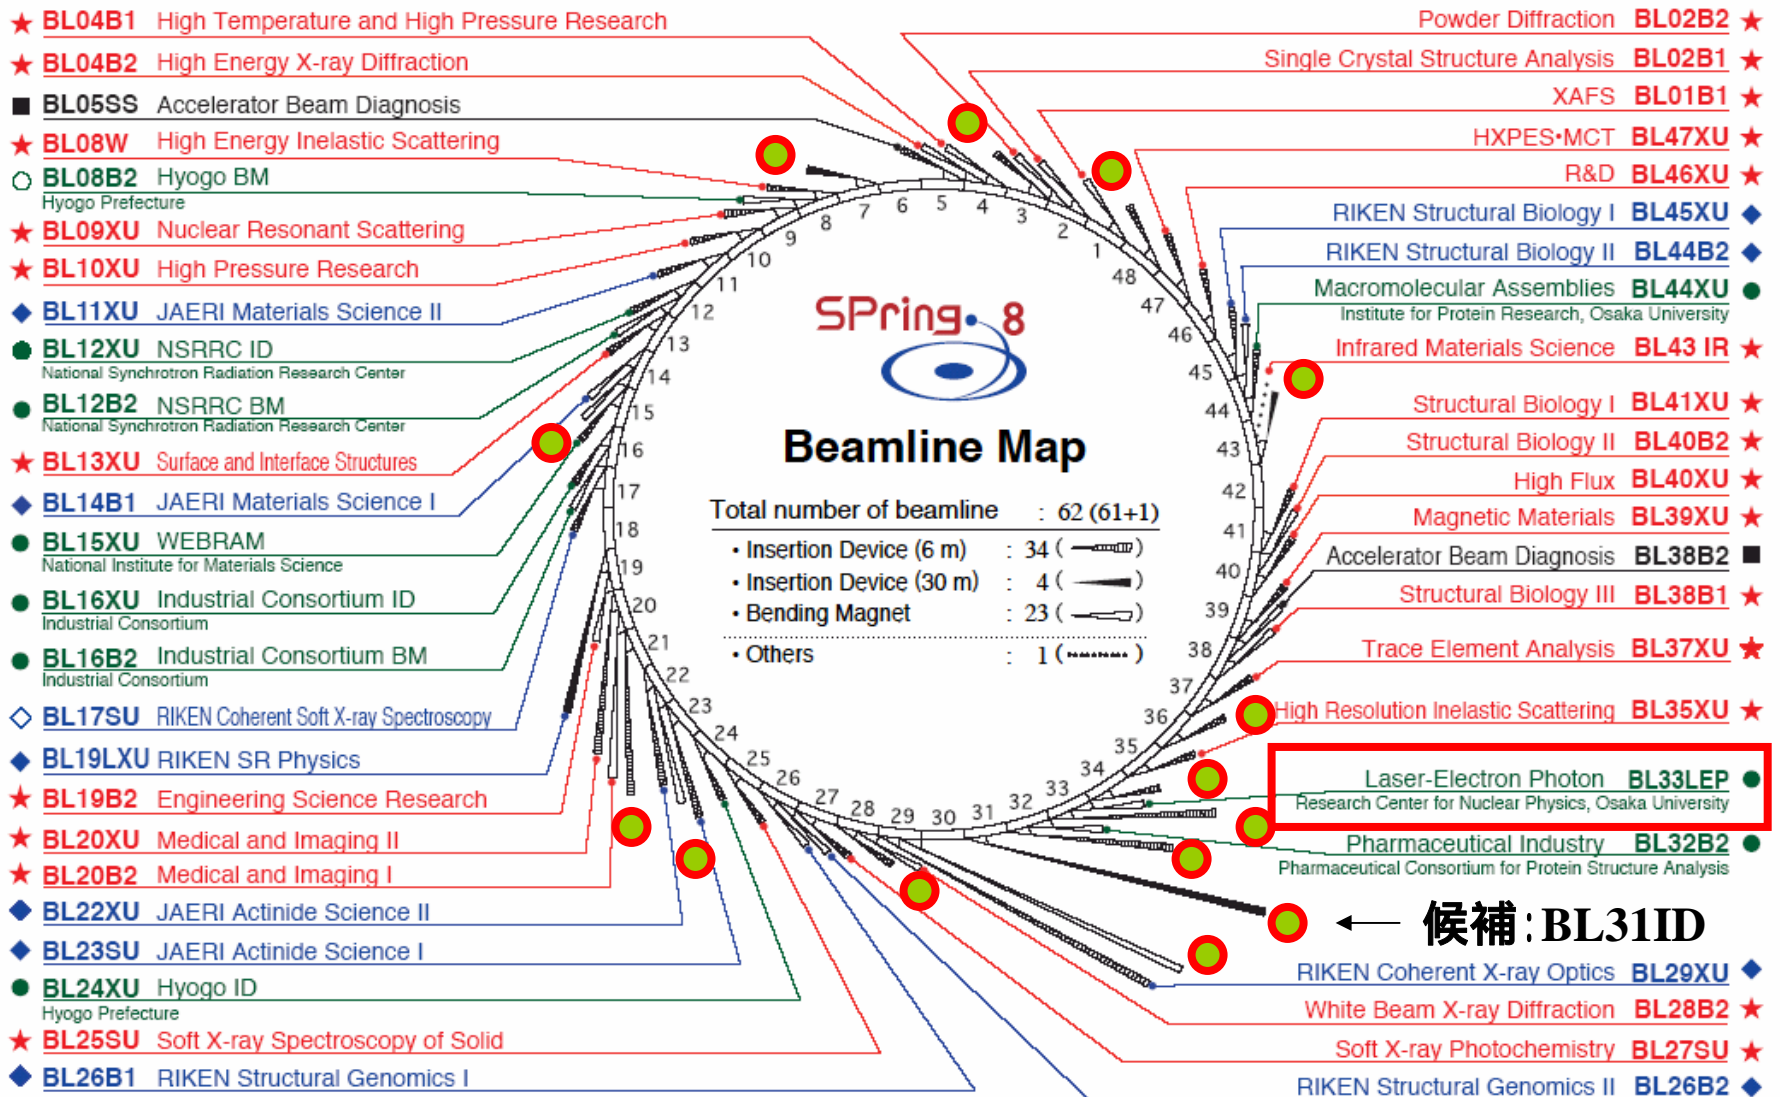 BL04B1 High Temperature and High Pressure Research
BL04B2 High Energy X-ray Diffraction
BL05SS Accelerator Beam Diagnosis
BL08W High Energy Inelastic Scattering
BL08B2 Hyogo BM
Hyogo Prefecture
BL09XU Nuclear Resonant Scattering
BL10XU High Pressure Research
BL11XU JAERI Materials Science II
BL12XU NSRRC ID
National Synchrotron Radiation Research Center
BL12B2 NSRRC BM
National Synchrotron Radiation Research Center
BL13XU Surface and Interface Structures
BL14B1 JAERI Materials Science I
BL15XU WEBRAM
National Institute for Materials Science
BL16XU Industrial Consortium ID
Industrial Consortium
BL16B2 Industrial Consortium BM
Industrial Consortium
BL17SU RIKEN Coherent Soft X-ray Spectroscopy
BL19LXU RIKEN SR Physics
BL19B2 Engineering Science Research
BL20XU Medical and Imaging II
BL20B2 Medical and Imaging I
BL22XU JAERI Actinide Science II
BL23SU JAERI Actinide Science I
BL24XU Hyogo ID
Hyogo Prefecture
BL25SU Soft X-ray Spectroscopy of Solid
BL26B1 RIKEN Structural Genomics I
1
2
3
4
5
6
7
8
9
10
11
12
13
14
15
16
17
18
19
20
21
22
23
24
25
26
27
28
29
30
31
32
33
34
35
36
37
38
39
40
41
42
43
44
45
46
47
48
SPring-8
Beamline Map
Total number of beamline : 62 (61+1)
• Insertion Device (6 m) : 34 ( )
• Insertion Device (30 m) : 4 ( )
• Bending Magnet : 23 ( )
• Others : 1 ( )
Powder Diffraction BL02B2
Single Crystal Structure Analysis BL02B1
XAFS BL01B1
HXPES•MCT BL47XU
R&D BL46XU
RIKEN Structural Biology I BL45XU
RIKEN Structural Biology II BL44B2
Macromolecular Assemblies BL44XU
Institute for Protein Research, Osaka University
Infrared Materials Science BL43 IR
Structural Biology I BL41XU
Structural Biology II BL40B2
High Flux BL40XU
Magnetic Materials BL39XU
Accelerator Beam Diagnosis BL38B2
Structural Biology III BL38B1
Trace Element Analysis BL37XU
High Resolution Inelastic Scattering BL35XU
Laser-Electron Photon BL33LEP
Research Center for Nuclear Physics, Osaka University
Pharmaceutical Industry BL32B2
Pharmaceutical Consortium for Protein Structure Analysis
← 候補:BL31ID
RIKEN Coherent X-ray Optics BL29XU
White Beam X-ray Diffraction BL28B2
Soft X-ray Photochemistry BL27SU
RIKEN Structural Genomics II BL26B2